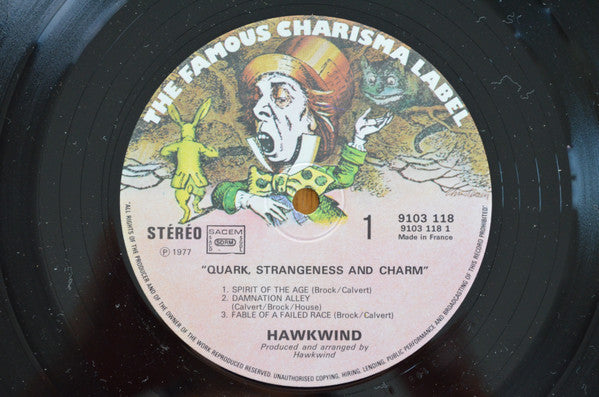 THE FAMOUS CHARISMA LABEL
STÉRÉO
SACEM
SACD
SDRM
SGDL
1
9103 118
9103 118 1
Made in France
℗ 1977
"QUARK, STRANGENESS AND CHARM"
1. SPIRIT OF THE AGE (Brock/Calvert)
2. DAMNATION ALLEY
(Calvert/Brock/House)
3. FABLE OF A FAILED RACE (Brock/Calvert)
HAWKWIND
Produced and arranged by
Hawkwind
"ALL RIGHTS OF THE PRODUCER AND OF THE OWNER OF THE WORK REPRODUCED RESERVED. UNAUTHORISED COPYING, HIRING, LENDING, PUBLIC PERFORMANCE AND BROADCASTING OF THIS RECORD PROHIBITED"